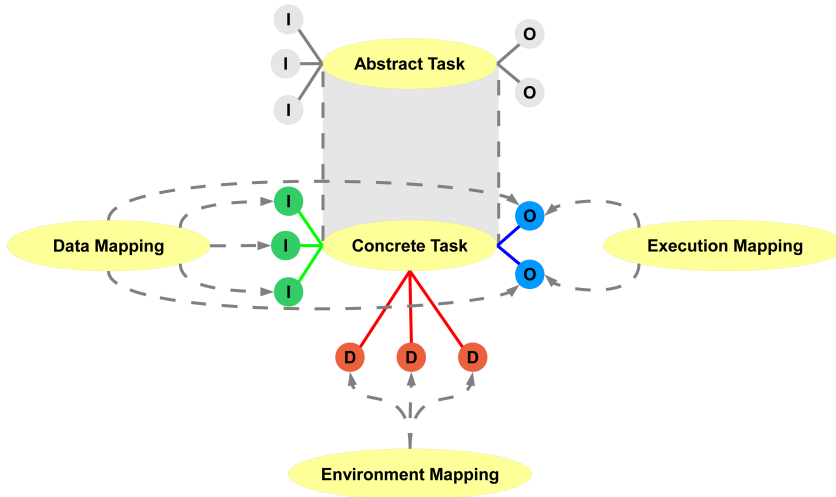 I
O
I
Abstract Task
O
I
I
O
Data Mapping
I
Concrete Task
Execution Mapping
O
I
D
D
D
Environment Mapping